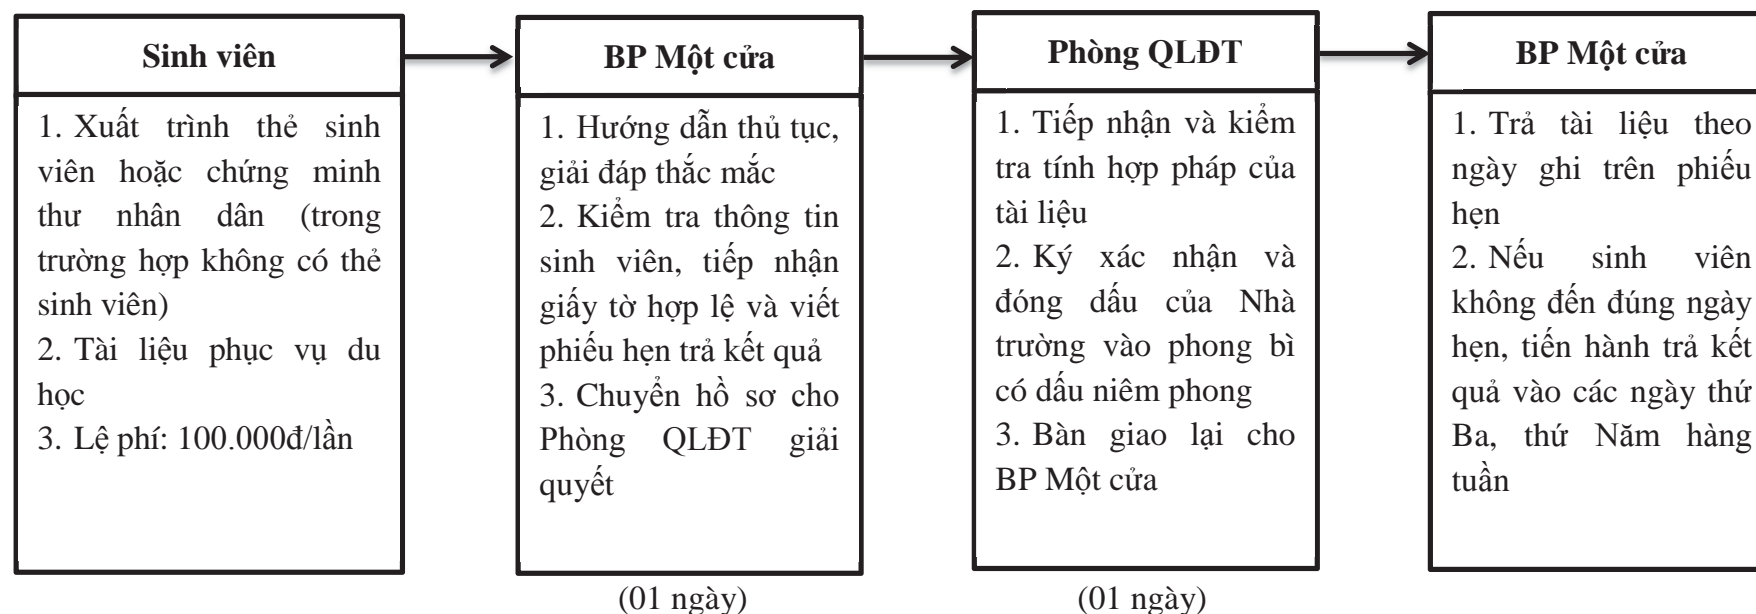 Sinh viên
1. Xuất trình thẻ sinh
viên hoặc chứng minh
thư nhân dân (trong
trường hợp không có thẻ
sinh viên)
2. Tài liệu phục vụ du
học
3. Lệ phí: 100.000đ/lần
BP Một cửa
1. Hướng dẫn thủ tục,
giải đáp thắc mắc
2. Kiểm tra thông tin
sinh viên, tiếp nhận
giấy tờ hợp lệ và viết
phiếu hẹn trả kết quả
3. Chuyển hồ sơ cho
Phòng QLĐT giải
quyết
(01 ngày)
Phòng QLĐT
1. Tiếp nhận và kiểm
tra tính hợp pháp của
tài liệu
2. Ký xác nhận và
đóng dấu của Nhà
trường vào phong bì
có dấu niêm phong
3. Bàn giao lại cho
BP Một cửa
(01 ngày)
BP Một cửa
1. Trả tài liệu theo
ngày ghi trên phiếu
hẹn
2. Nếu sinh viên
không đến đúng ngày
hẹn, tiến hành trả kết
quả vào các ngày thứ
Ba, thứ Năm hàng
tuần